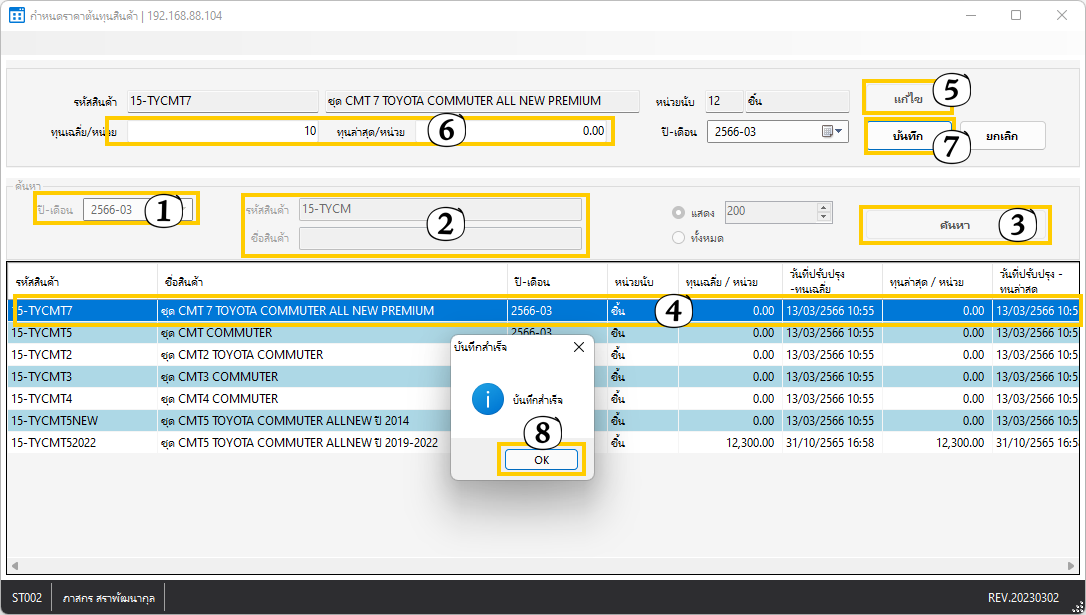 กำหนดราคาต้นทุนสินค้า | 192.168.88.104
รหัสสินค้า 15-TYCMT7 ชุด CMT 7 TOYOTA COMMUTER ALL NEW PREMIUM หน่วยนับ 12 ชิ้น แก้ไข 5
ทุนเฉลี่ย/หน่วย 10 ทุนล่าสุด/หน่วย 6 0.00 ปี-เดือน 2566-03 บันทึก 7 ยกเลิก
ค้นหา
ปี-เดือน 2566-03 1 รหัสสินค้า 15-TYCM 2 แสดง 200 ค้นหา 3
ชื่อสินค้า ทั้งหมด
รหัสสินค้า ชื่อสินค้า ปี-เดือน หน่วยนับ ทุนเฉลี่ย / หน่วย วันที่ปรับปรุง -ทุนเฉลี่ย ทุนล่าสุด / หน่วย วันที่ปรับปรุง - ทุนล่าสุด
15-TYCMT7 ชุด CMT 7 TOYOTA COMMUTER ALL NEW PREMIUM 2566-03 ชิ้น 4 0.00 13/03/2566 10:55 0.00 13/03/2566 10:5
15-TYCMT5 ชุด CMT COMMUTER 2566-03 ชิ้น 0.00 13/03/2566 10:55 0.00 13/03/2566 10:5
15-TYCMT2 ชุด CMT2 TOYOTA COMMUTER ชิ้น 0.00 13/03/2566 10:55 0.00 13/03/2566 10:5
15-TYCMT3 ชุด CMT3 COMMUTER ชิ้น 0.00 13/03/2566 10:55 0.00 13/03/2566 10:5
15-TYCMT4 ชุด CMT4 COMMUTER ชิ้น 0.00 13/03/2566 10:55 0.00 13/03/2566 10:5
15-TYCMT5NEW ชุด CMT5 TOYOTA COMMUTER ALLNEW ปี 2014 ชิ้น 0.00 13/03/2566 10:55 0.00 13/03/2566 10:5
15-TYCMT52022 ชุด CMT5 TOYOTA COMMUTER ALLNEW ปี 2019-2022 ชิ้น 12,300.00 31/10/2565 16:58 12,300.00 31/10/2565 16:5
บันทึกสำเร็จ
บันทึกสำเร็จ
8
OK
ST002 ภาสกร สราพัฒนากุล REV.20230302